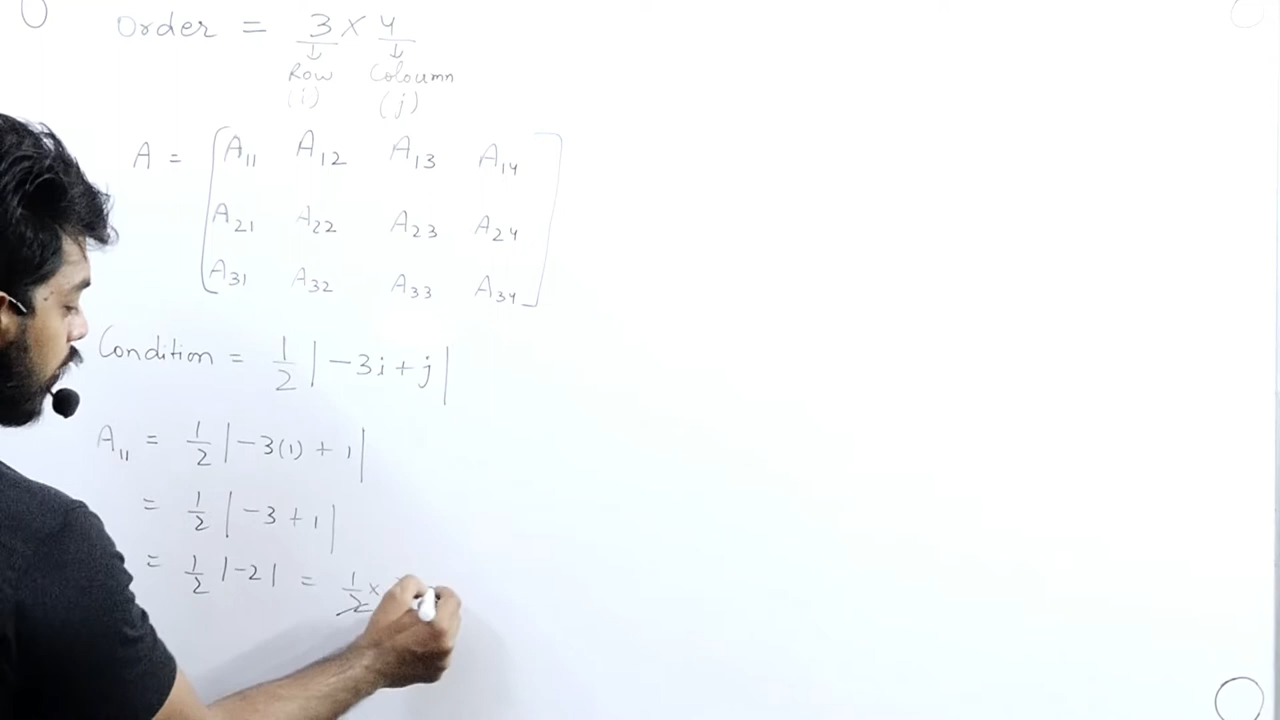 Order = 3 × 4
↓ ↓
Row Coloumn
(i) (j)
A = [ A₁₁ A₁₂ A₁₃ A₁₄
A₂₁ A₂₂ A₂₃ A₂₄
A₃₁ A₃₂ A₃₃ A₃₄ ]
Condition = 1/2 |-3i + j|
A₁₁ = 1/2 |-3(1) + 1|
= 1/2 |-3 + 1|
= 1/2 |-2| = 1/2 ×